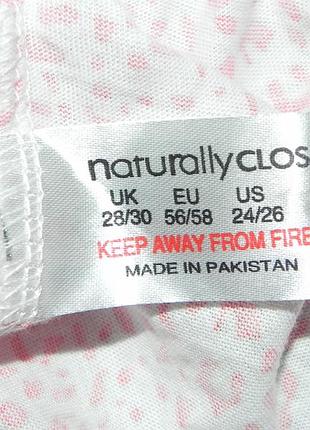 naturallyCLOS
UK EU US
28/30 56/58 24/26
KEEP AWAY FROM FIRE
MADE IN PAKISTAN